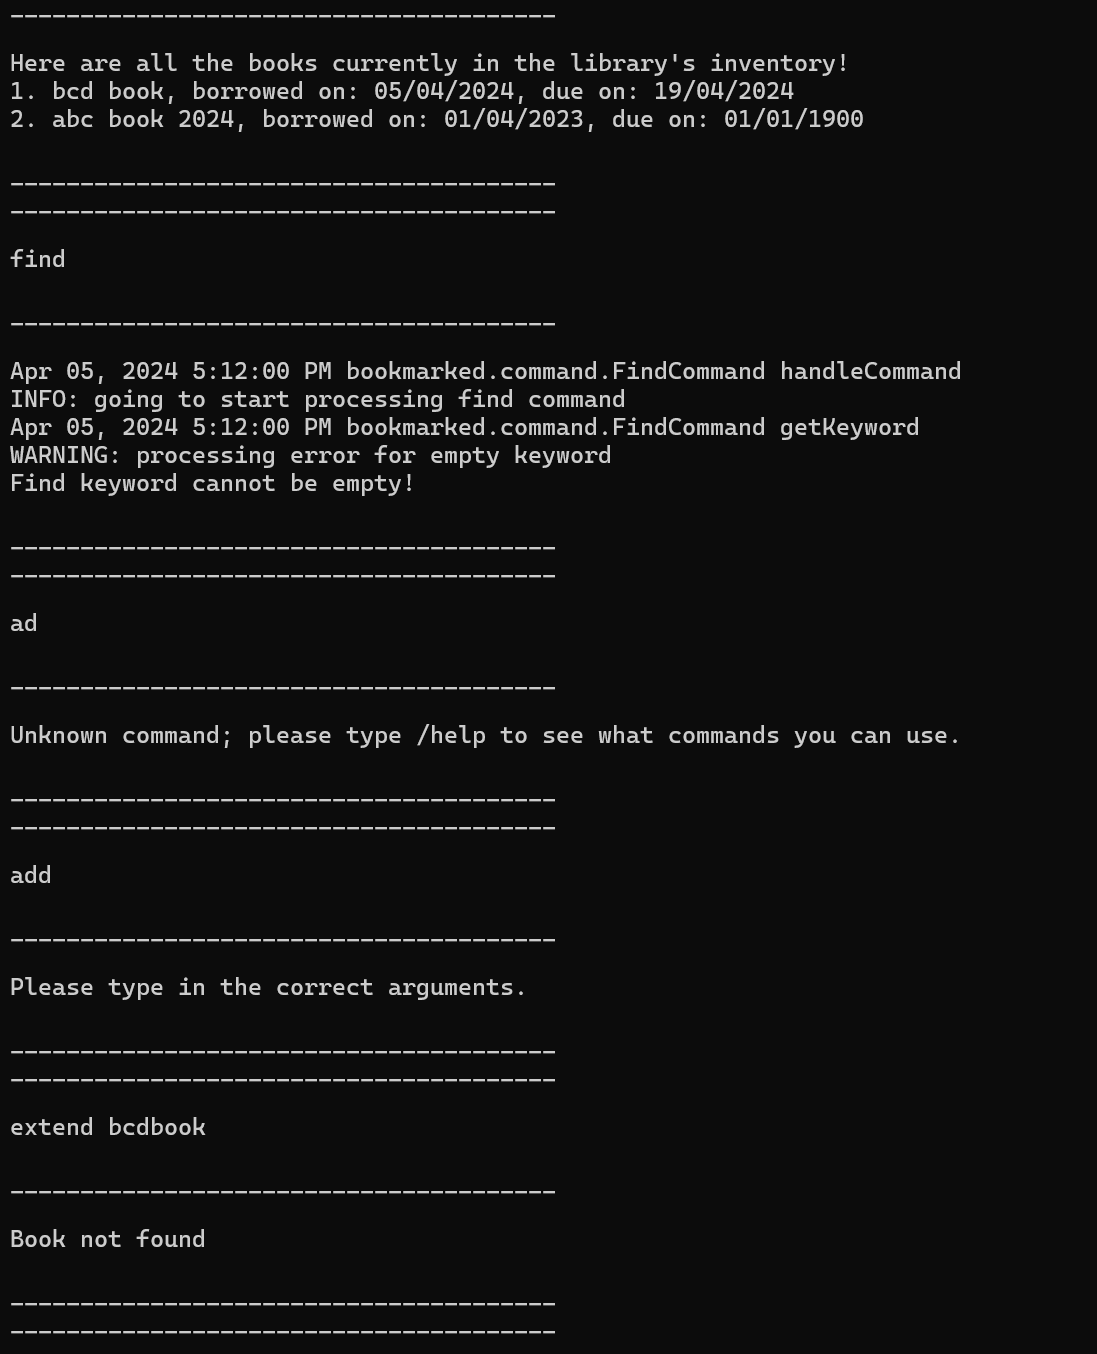 ---------------------------------------
Here are all the books currently in the library's inventory!
1. bcd book, borrowed on: 05/04/2024, due on: 19/04/2024
2. abc book 2024, borrowed on: 01/04/2023, due on: 01/01/1900
---------------------------------------
---------------------------------------
find
---------------------------------------
Apr 05, 2024 5:12:00 PM bookmarked.command.FindCommand handleCommand
INFO: going to start processing find command
Apr 05, 2024 5:12:00 PM bookmarked.command.FindCommand getKeyword
WARNING: processing error for empty keyword
Find keyword cannot be empty!
---------------------------------------
---------------------------------------
ad
---------------------------------------
Unknown command; please type /help to see what commands you can use.
---------------------------------------
---------------------------------------
add
---------------------------------------
Please type in the correct arguments.
---------------------------------------
---------------------------------------
extend bcdbook
---------------------------------------
Book not found
---------------------------------------
---------------------------------------